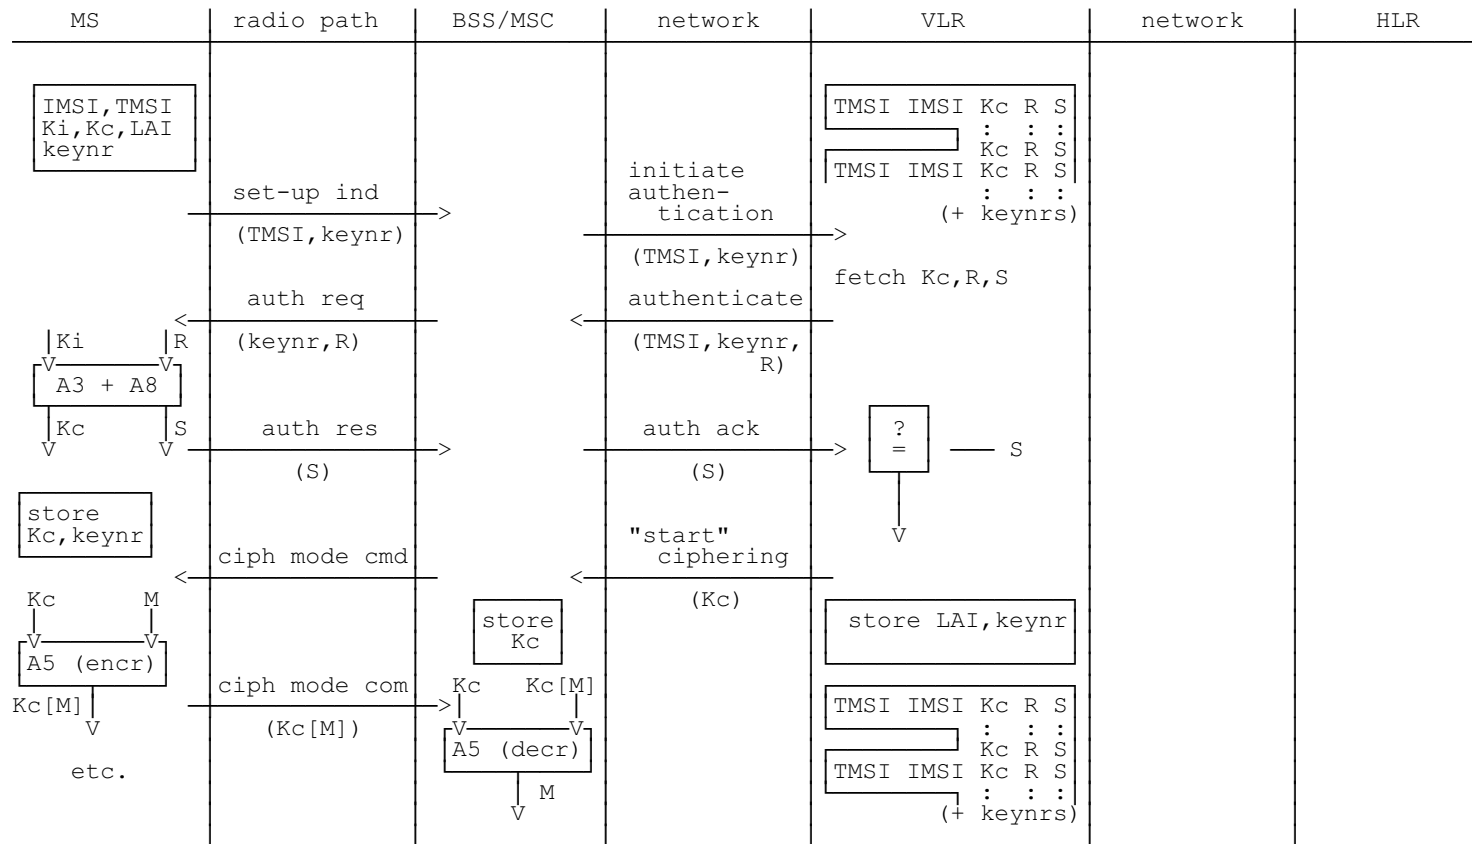 MS radio path BSS/MSC network VLR network HLR
IMSI,TMSI TMSI IMSI Kc R S
Ki,Kc,LAI : : :
keynr Kc R S
initiate TMSI IMSI Kc R S
set-up ind authen- : : :
tication (+ keynrs)
(TMSI,keynr) (TMSI,keynr)
fetch Kc,R,S
auth req authenticate
Ki R (keynr,R) (TMSI,keynr,
R)
A3 + A8
Kc S auth res auth ack ?
= S
(S) (S)
store
Kc,keynr "start"
ciph mode cmd ciphering
Kc M (Kc)
store store LAI,keynr
Kc
A5 (encr)
ciph mode com Kc Kc[M]
Kc[M] TMSI IMSI Kc R S
(Kc[M]) : : :
A5 (decr) Kc R S
etc. TMSI IMSI Kc R S
M : : :
(+ keynrs)